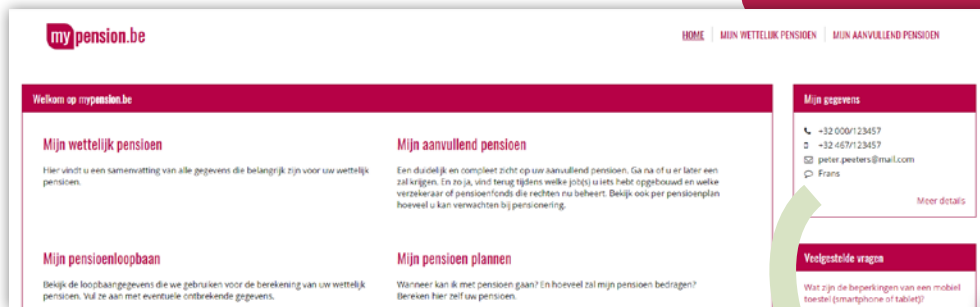 mypension.be
HOME | MIJN WETTELIJK PENSIOEN | MIJN AANVULLEND PENSIOEN
Welkom op mypension.be
Mijn wettelijk pensioen
Hier vindt u een samenvatting van alle gegevens die belangrijk zijn voor uw wettelijk
pensioen.
Mijn aanvullend pensioen
Een duidelijk en compleet zicht op uw aanvullend pensioen. Ga na of u er later een
zal krijgen. En zo ja, vind terug tijdens welke job(s) u iets hebt opgebouwd en welke
verzekeraar of pensioenfonds die rechten nu beheert. Bekijk ook per pensioenplan
hoeveel u kan verwachten bij pensionering.
Mijn pensioenloopbaan
Bekijk de loopbaangegevens die we gebruiken voor de berekening van uw wettelijk
pensioen. Vul ze aan met eventuele ontbrekende gegevens.
Mijn pensioen plannen
Wanneer kan ik met pensioen gaan? En hoeveel zal mijn pensioen bedragen?
Bereken hier zelf uw pensioen.
Mijn gegevens
+32 000/123457
+32 467/123457
peter.peeters@mail.com
Frans
Meer details
Veelgestelde vragen
Wat zijn de beperkingen van een mobiel
toestel (smartphone of tablet)?